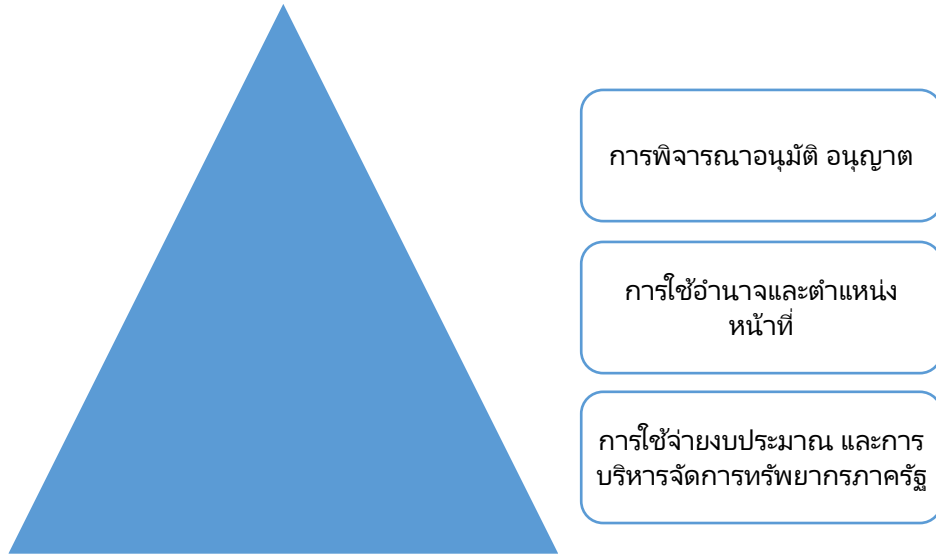 การพิจารณาอนุมัติ อนุญาต
การใช้อำนาจและตำแหน่ง
หน้าที่
การใช้จ่ายงบประมาณ และการ
บริหารจัดการทรัพยากรภาครัฐ